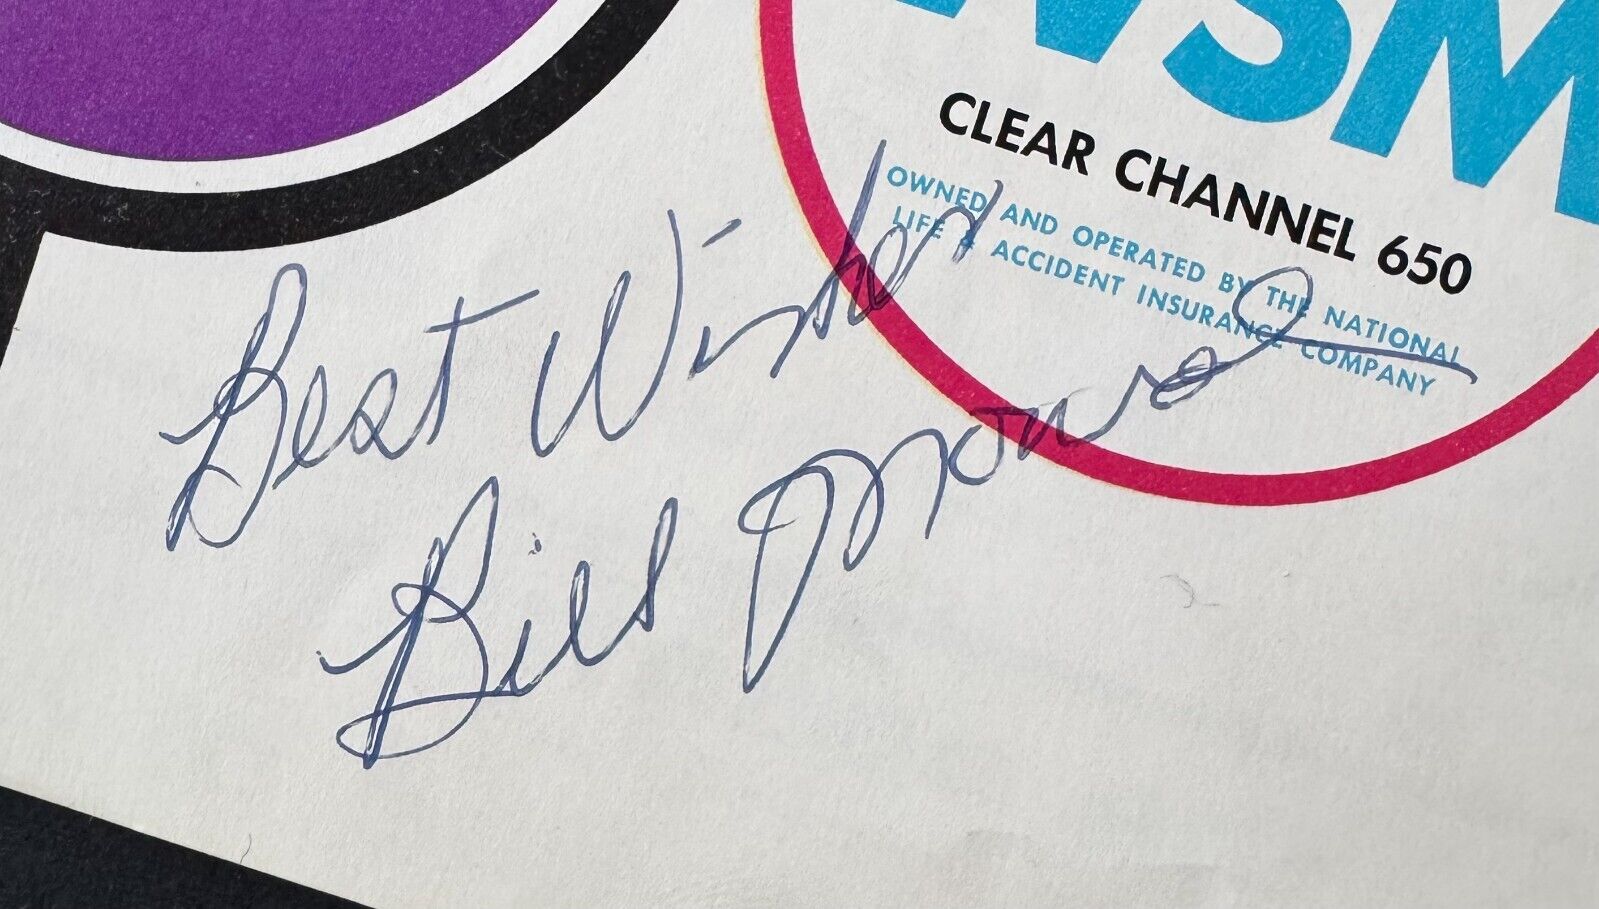 WSM
CLEAR CHANNEL 650
OWNED AND OPERATED BY THE NATIONAL
LIFE & ACCIDENT INSURANCE COMPANY
Best Wishes
Bill Monroe